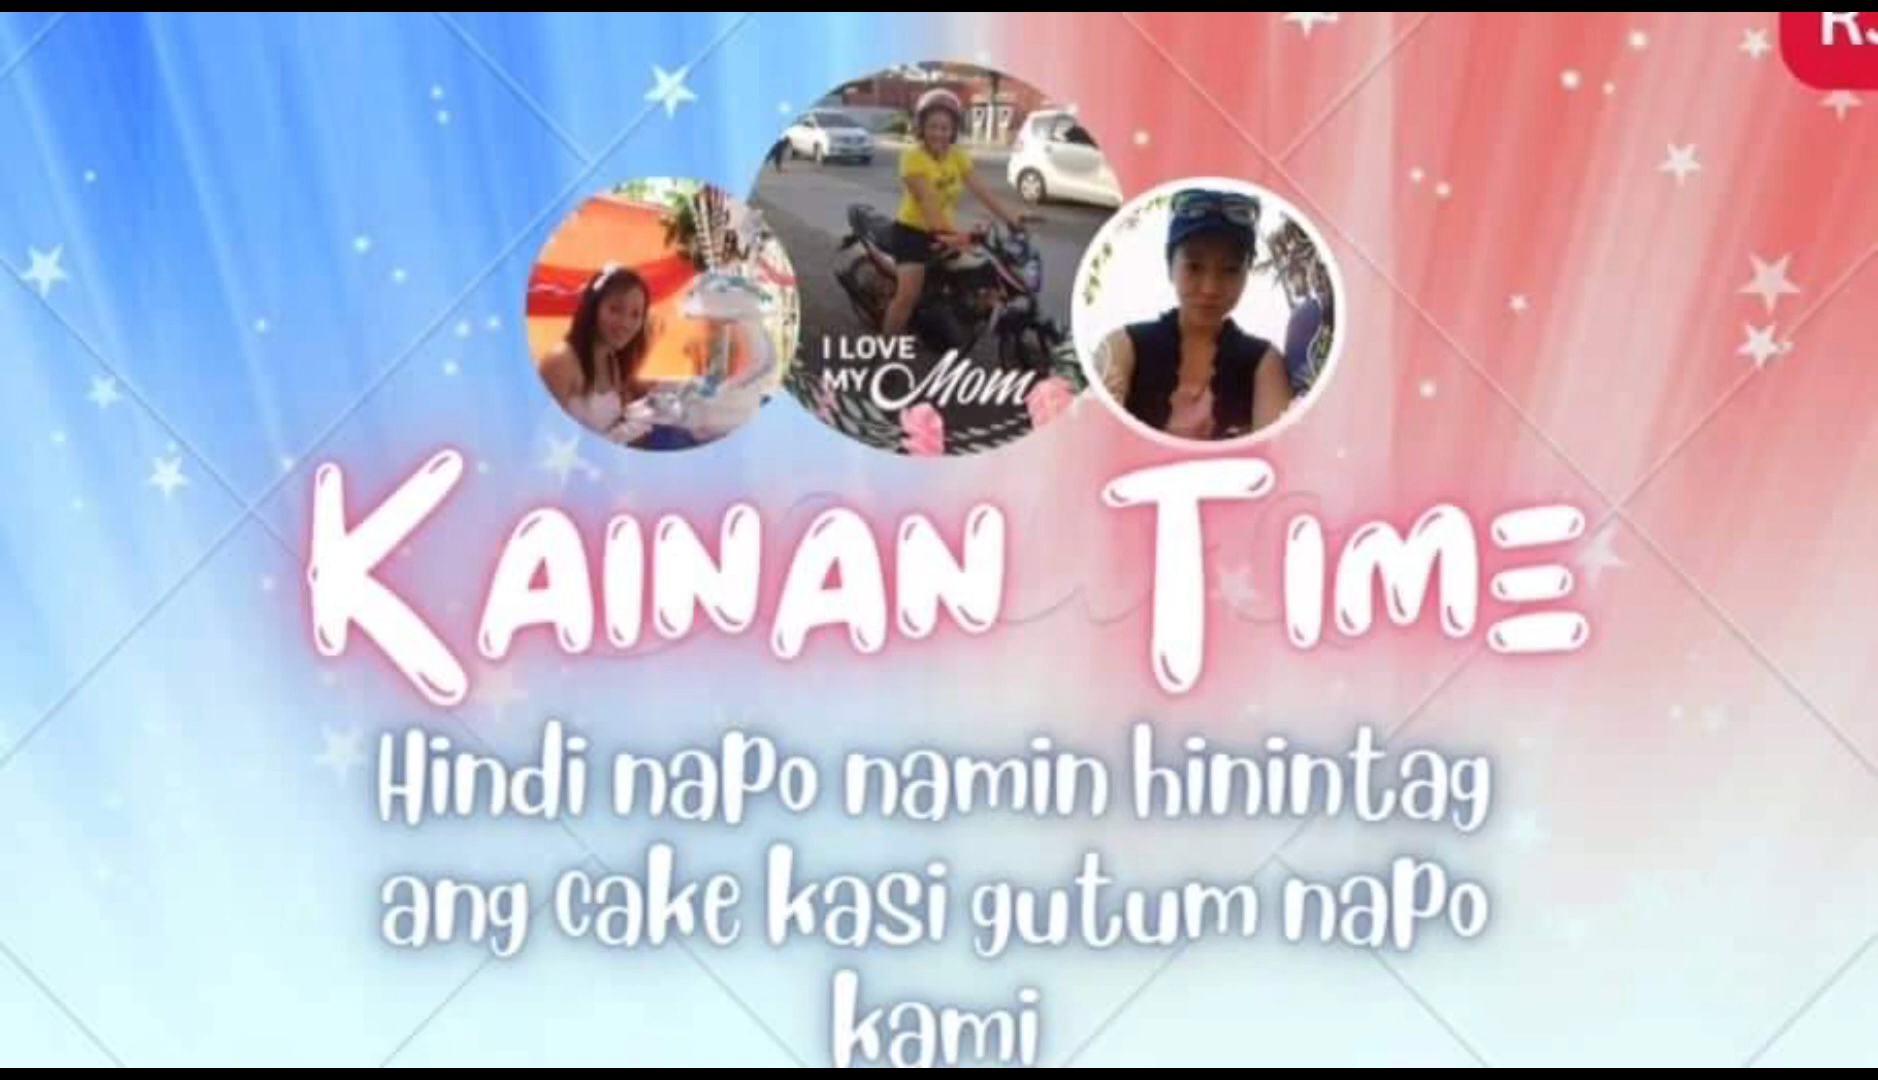 I LOVE
MY Mom
KAINAN TIME
Hindi napo namin hinintag
ang cake kasi gutum napo
kami